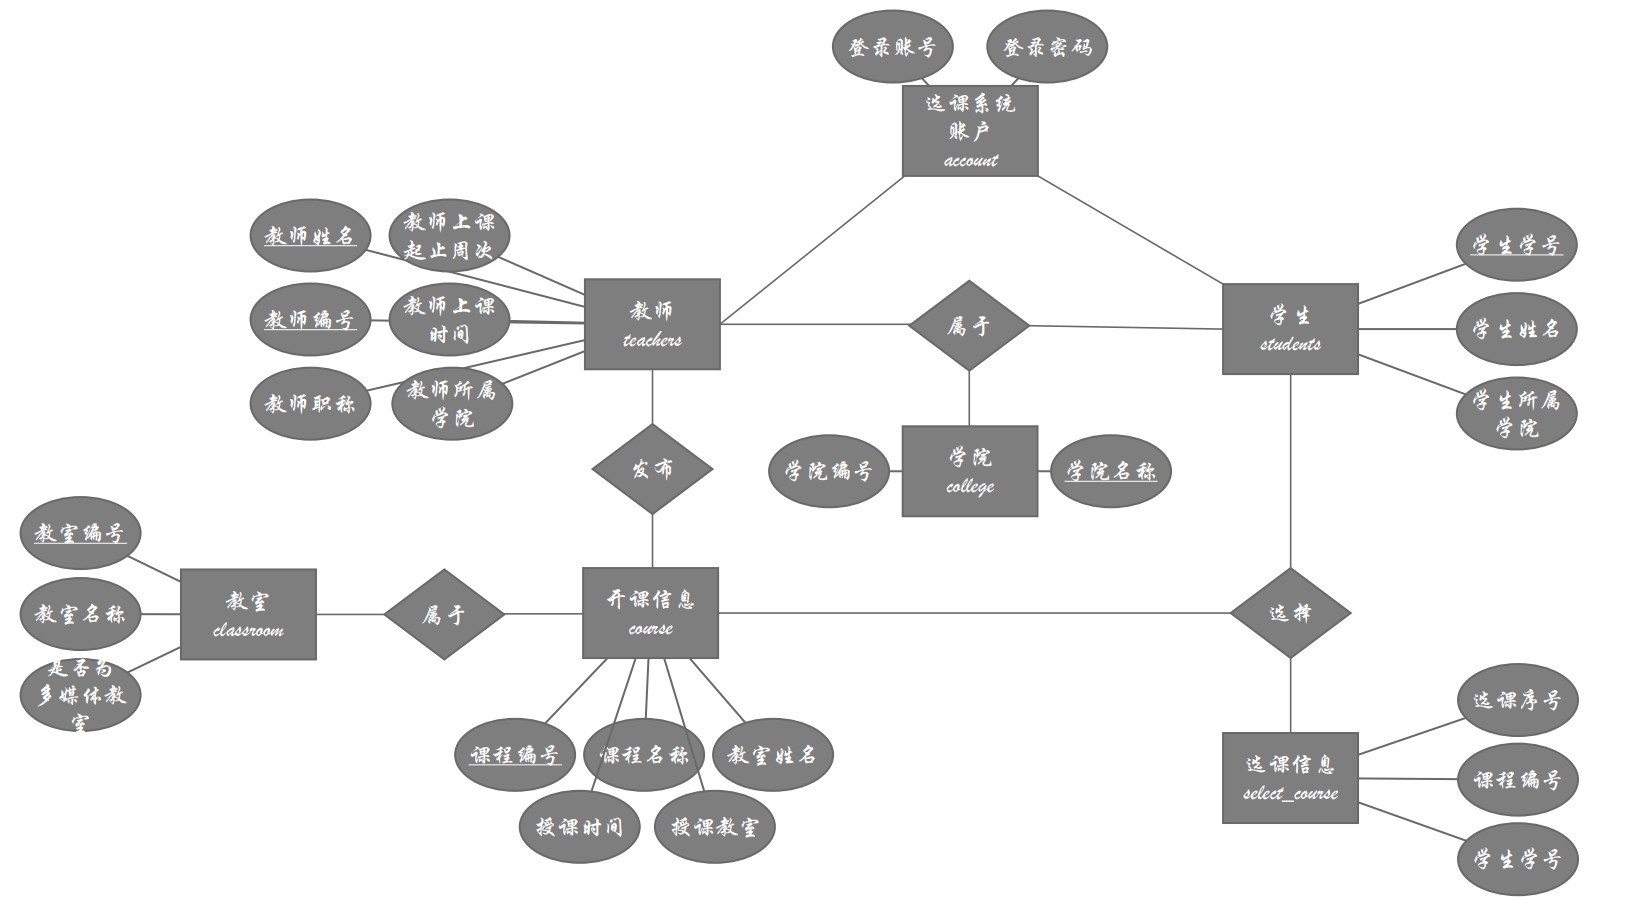 登录账号
登录密码
选课系统
账户
account
教师姓名
教师上课
起止周次
教师编号
教师上课
时间
教师职称
教师所属
学院
教师
teachers
属于
学生
students
学生学号
学生姓名
学生所属
学院
发布
学院编号
学院
college
学院名称
教室编号
教室名称
是否为
多媒体教
室
教室
classroom
属于
开课信息
course
选择
课程编号
课程名称
教室姓名
授课时间
授课教室
选课信息
select_course
选课序号
课程编号
学生学号